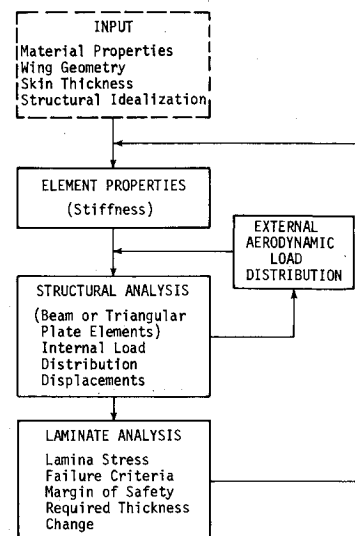 INPUT
Material Properties
Wing Geometry
Skin Thickness
Structural Idealization
ELEMENT PROPERTIES
(Stiffness)
EXTERNAL
AERODYNAMIC
LOAD
DISTRIBUTION
STRUCTURAL ANALYSIS
(Beam or Triangular
Plate Elements)
Internal Load
Distribution
Displacements
LAMINATE ANALYSIS
Lamina Stress
Failure Criteria
Margin of Safety
Required Thickness
Change